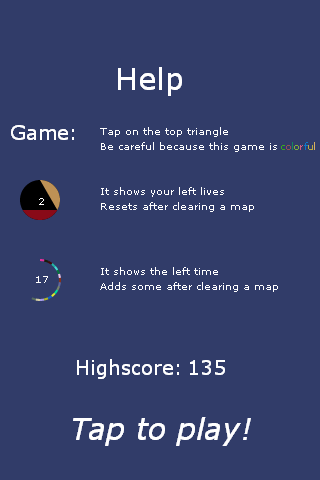 Help
Game:
Tap on the top triangle
Be careful because this game is colorful
2
It shows your left lives
Resets after clearing a map
17
It shows the left time
Adds some after clearing a map
Highscore: 135
Tap to play!